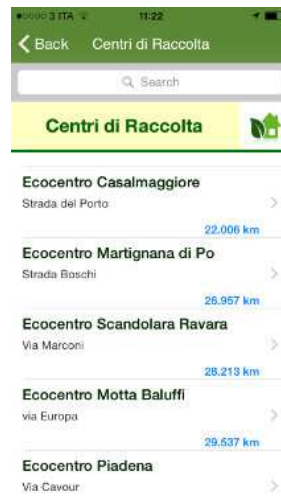 3 ITA 11:22
Back Centri di Raccolta
Search
Centri di Raccolta
Ecocentro Casalmaggiore
Strada del Porto
22.006 km
Ecocentro Martignana di Po
Strada Boschi
26.957 km
Ecocentro Scandolara Ravara
Via Marconi
28.213 km
Ecocentro Motta Baluffi
via Europa
29.537 km
Ecocentro Piadena
Via Cavour